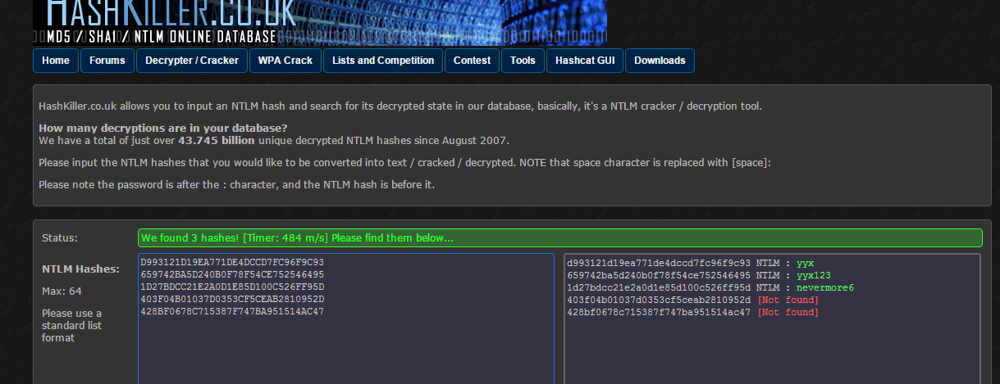 HASHKILLER.CO.UK
MD5 / SHA1 / NTLM ONLINE DATABASE
Home Forums Decrypter / Cracker WPA Crack Lists and Competition Contest Tools Hashcat GUI Downloads
HashKiller.co.uk allows you to input an NTLM hash and search for its decrypted state in our database, basically, it's a NTLM cracker / decryption tool.
How many decryptions are in your database?
We have a total of just over 43.745 billion unique decrypted NTLM hashes since August 2007.
Please input the NTLM hashes that you would like to be converted into text / cracked / decrypted. NOTE that space character is replaced with [space]:
Please note the password is after the : character, and the NTLM hash is before it.
Status:
We found 3 hashes! [Timer: 484 m/s] Please find them below...
NTLM Hashes:
Max: 64
Please use a
standard list
format
D993121D19EA771DE4DCCD7FC96F9C93
659742BA5D240B0F78F54CE752546495
1D27BDCC21E2A0D1E85D100C526FF95D
403F04B01037D0353CF5CEAB2810952D
428BF0678C715387F747BA951514AC47
d993121d19ea771de4dccd7fc96f9c93 NTLM : yyx
659742ba5d240b0f78f54ce752546495 NTLM : yyx123
1d27bdcc21e2a0d1e85d100c526ff95d NTLM : nevermore6
403f04b01037d0353cf5ceab2810952d [Not found]
428bf0678c715387f747ba951514ac47 [Not found]